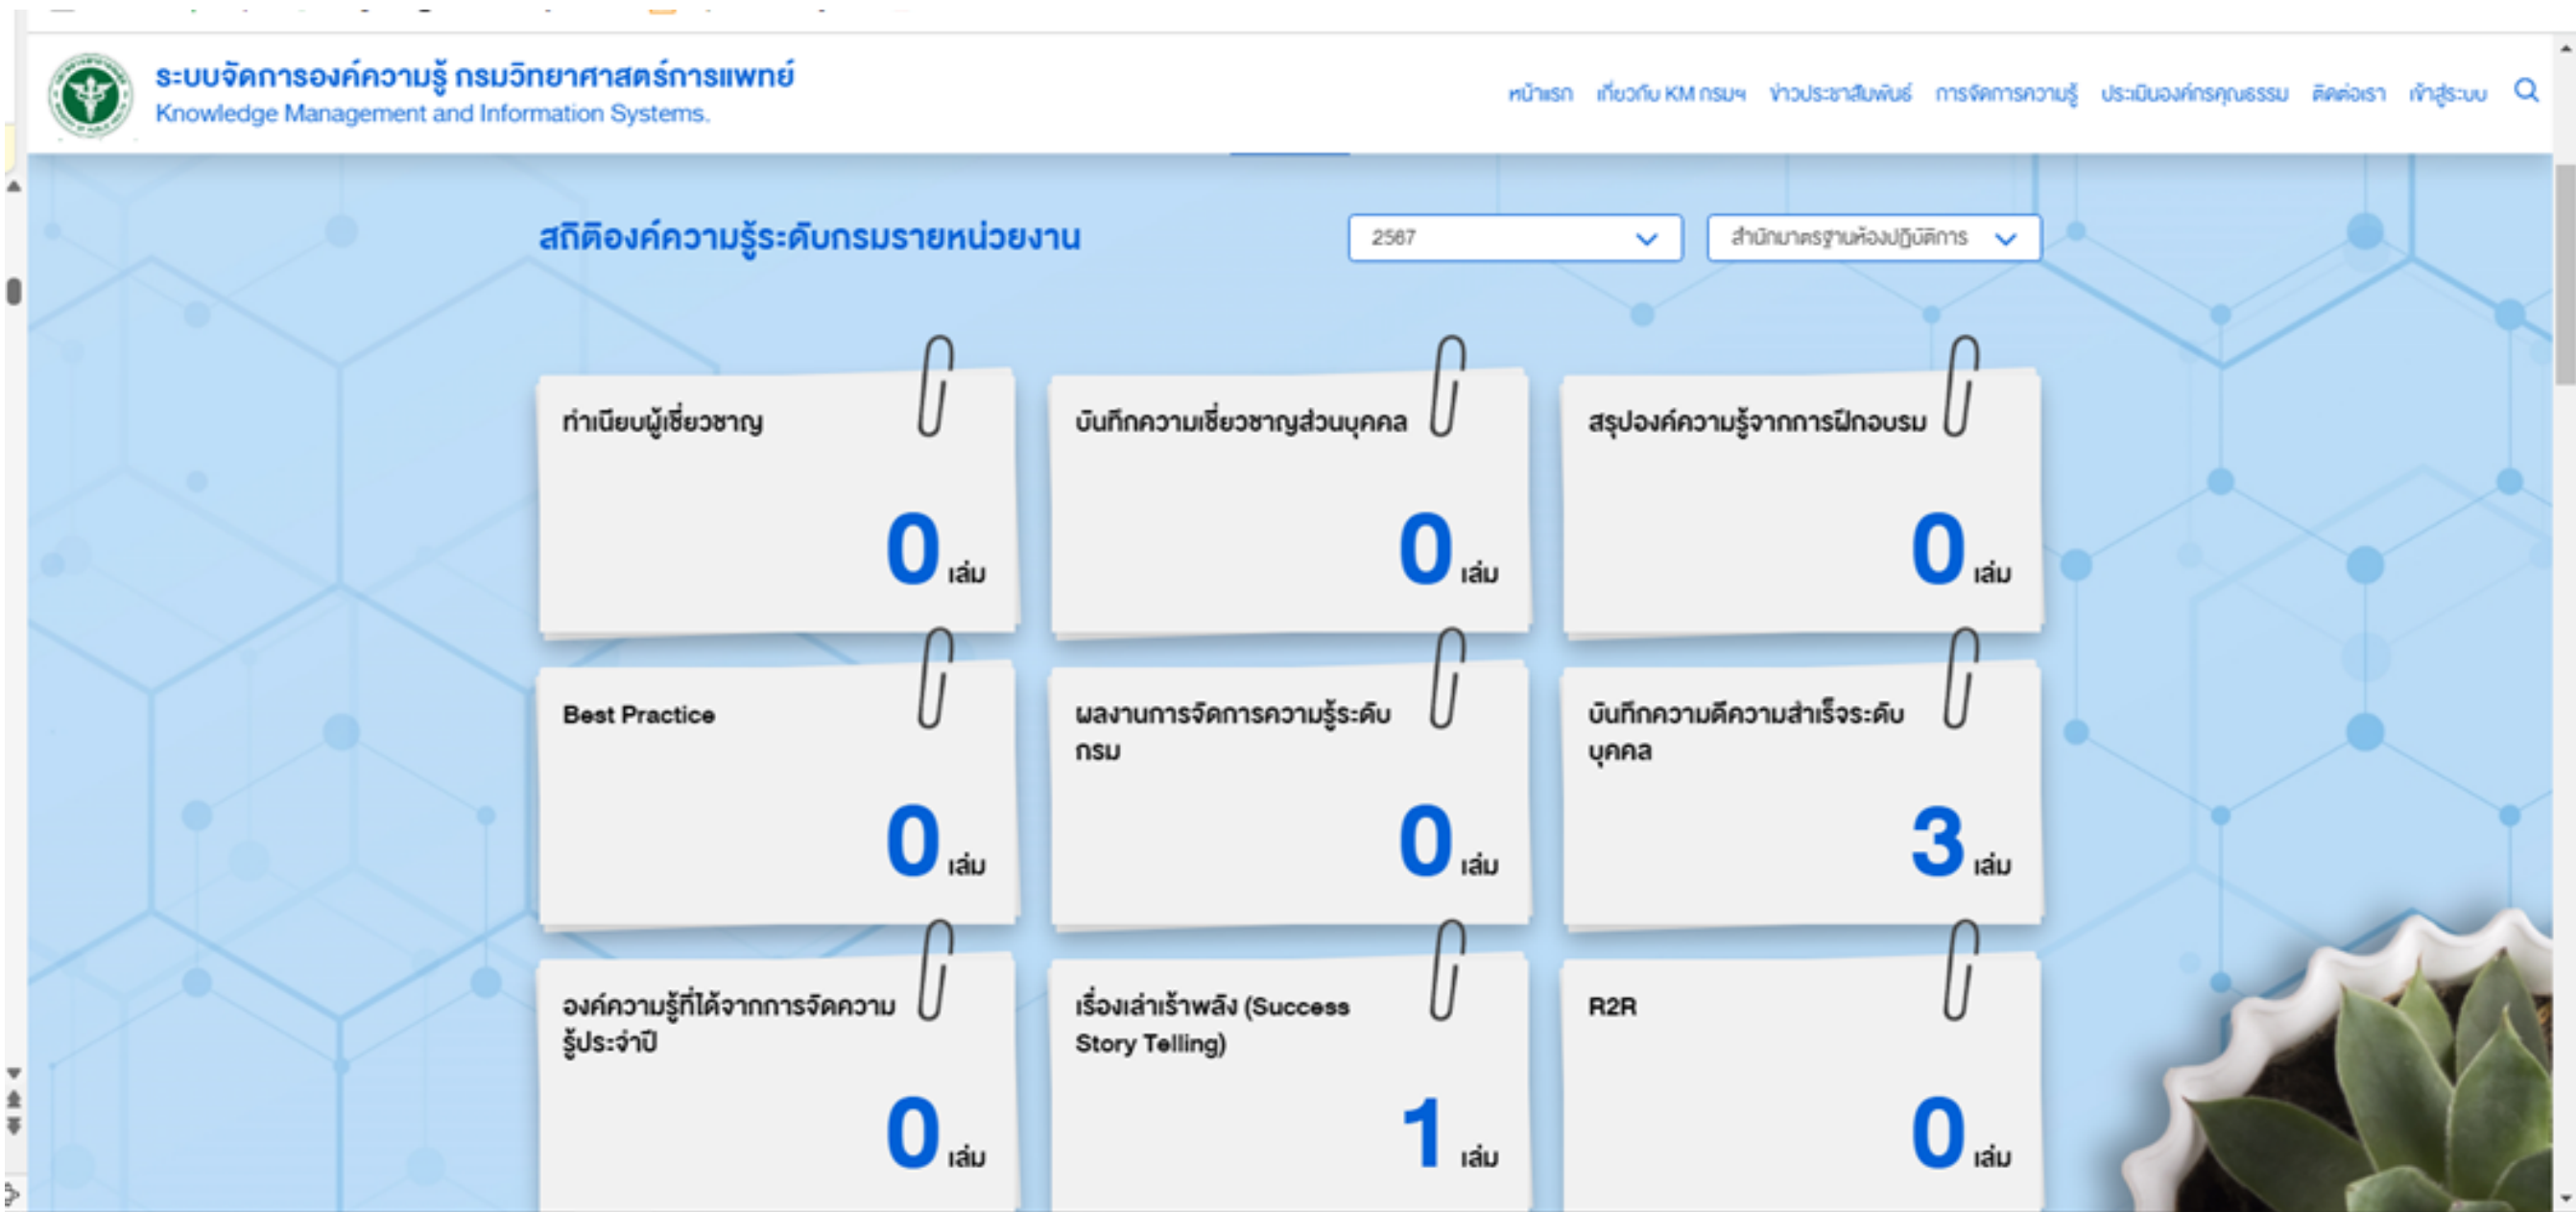 ระบบจัดการองค์ความรู้ กรมวิทยาศาสตร์การแพทย์
Knowledge Management and Information Systems.
หน้าแรก เกี่ยวกับ KM กรมฯ ข่าวประชาสัมพันธ์ การจัดการความรู้ ประเมินองค์กรคุณธรรม ติดต่อเรา เข้าสู่ระบบ
สถิติองค์ความรู้ระดับกรมรายหน่วยงาน
2567 สำนักมาตรฐานห้องปฏิบัติการ
ทำเนียบผู้เชี่ยวชาญ
0 เล่ม
บันทึกความเชี่ยวชาญส่วนบุคคล
0 เล่ม
สรุปองค์ความรู้จากการฝึกอบรม
0 เล่ม
Best Practice
0 เล่ม
ผลงานการจัดการความรู้ระดับ
กรม
0 เล่ม
บันทึกความดีความสำเร็จระดับ
บุคคล
3 เล่ม
องค์ความรู้ที่ได้จากการจัดความ
รู้ประจำปี
0 เล่ม
เรื่องเล่าเร้าพลัง (Success
Story Telling)
1 เล่ม
R2R
0 เล่ม